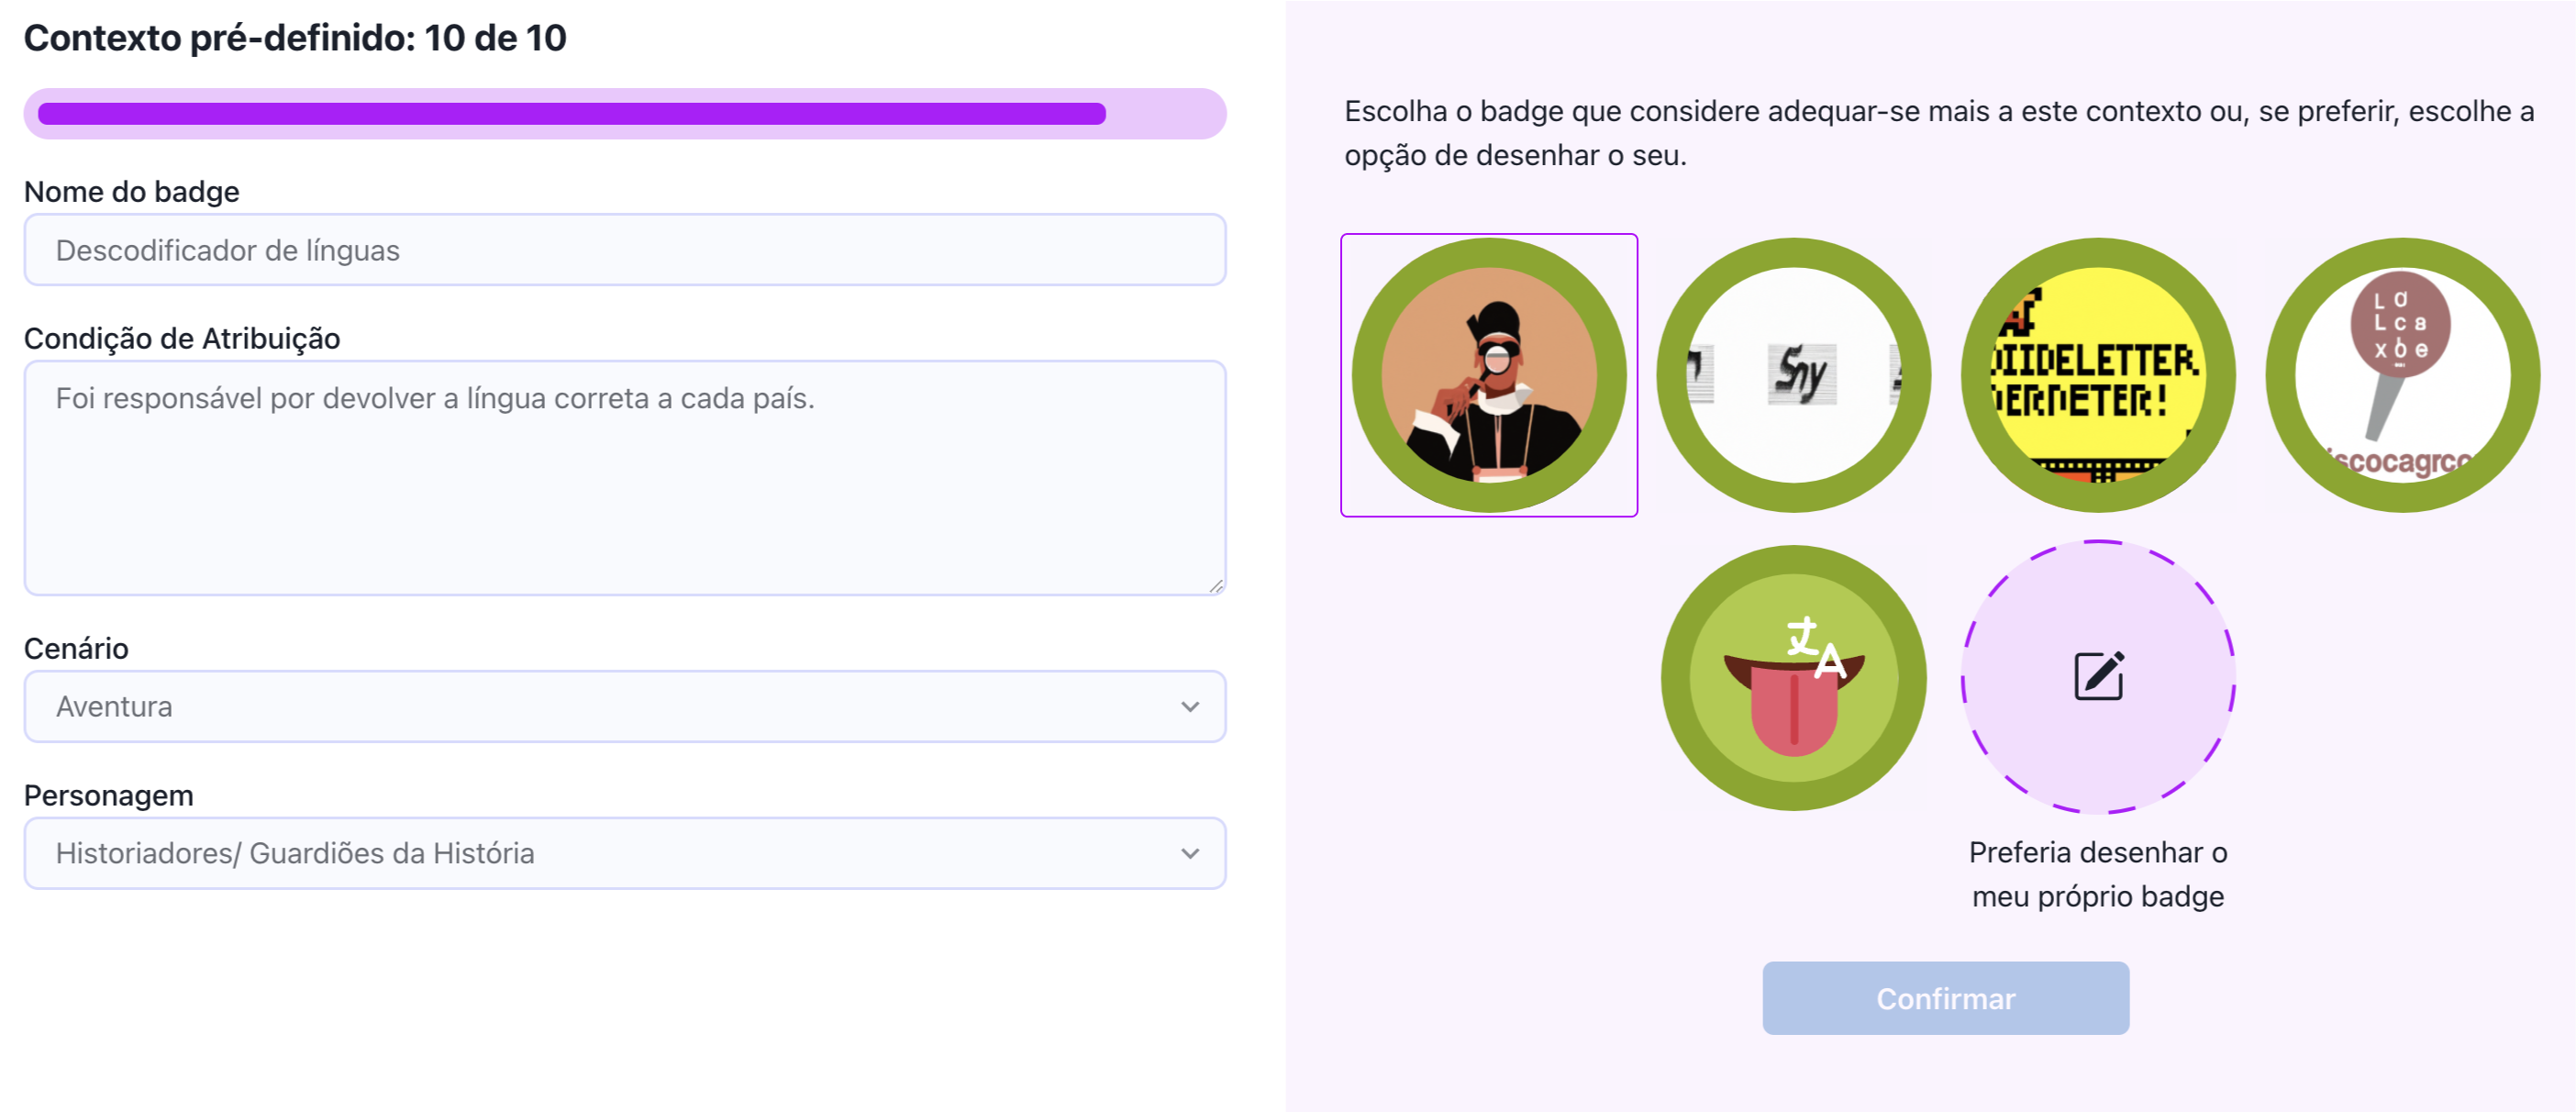 Contexto pré-definido: 10 de 10
Nome do badge
Descodificador de línguas
Condição de Atribuição
Foi responsável por devolver a língua correta a cada país.
Cenário
Aventura
Personagem
Historiadores/ Guardiões da História
Escolha o badge que considere adequar-se mais a este contexto ou, se preferir, escolhe a
opção de desenhar o seu.
IIDELETTER.
ERNETER!
L a
L c a
x b e
iscocagrco
文A
Preferia desenhar o
meu próprio badge
Confirmar